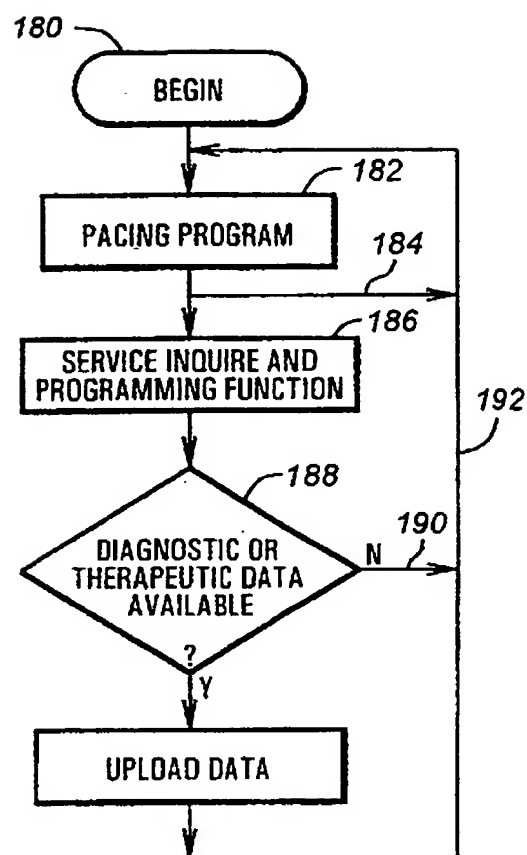 180
BEGIN
182
PACING PROGRAM
184
186
SERVICE INQUIRE AND
PROGRAMMING FUNCTION
192
188
DIAGNOSTIC OR
THERAPEUTIC DATA
AVAILABLE
?
N
190
Y
UPLOAD DATA